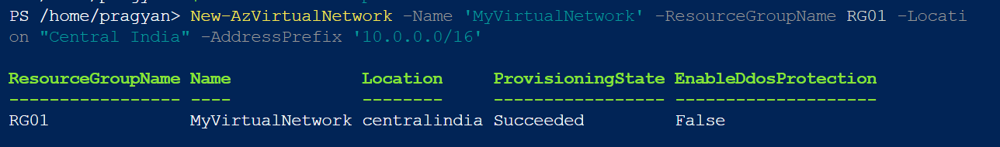 PS /home/pragyan> New-AzVirtualNetwork -Name 'MyVirtualNetwork' -ResourceGroupName RG01 -Locati
on "Central India" -AddressPrefix '10.0.0.0/16'
ResourceGroupName Name             Location     ProvisioningState EnableDdosProtection
----------------- ----             --------     ----------------- --------------------
RG01              MyVirtualNetwork centralindia Succeeded         False